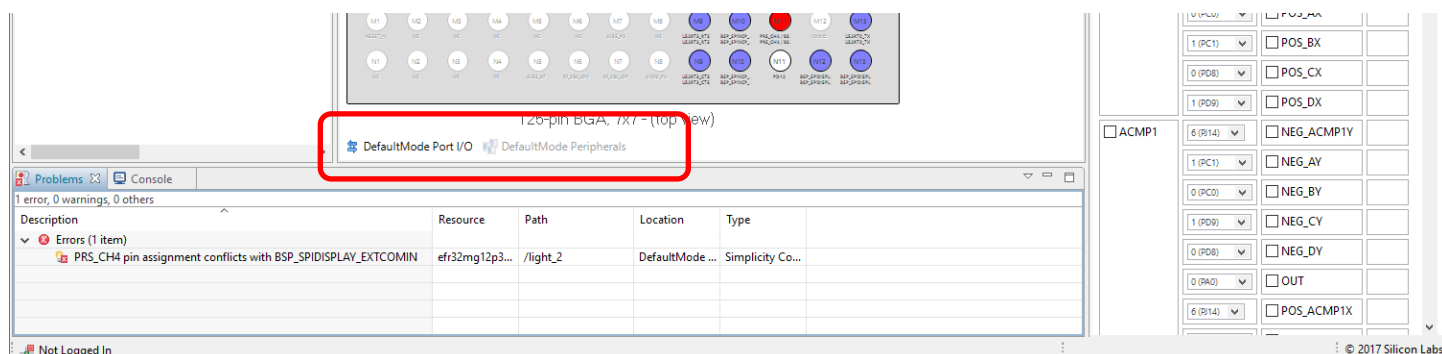 M1 M2 M3 M4 M5 M6 M7 M8 M9 M10 M12 M13
N1 N2 N3 N4 N5 N6 N7 N8 N9 N10 N11 N12 N13
125-pin BGA, 7x7 - (top view)
DefaultMode Port I/O DefaultMode Peripherals
Problems Console
1 error, 0 warnings, 0 others
Description Resource Path Location Type
Errors (1 item)
PRS_CH4 pin assignment conflicts with BSP_SPIDISPLAY_EXTCOMIN efr32mg12p3... /light_2 DefaultMode ... Simplicity Co...
0 (PC0) POS_AX
1 (PC1) POS_BX
0 (PD8) POS_CX
1 (PD9) POS_DX
ACMP1 6 (PJ14) NEG_ACMP1Y
1 (PC1) NEG_AY
0 (PC0) NEG_BY
1 (PD9) NEG_CY
0 (PD8) NEG_DY
0 (PA0) OUT
6 (PJ14) POS_ACMP1X
Not Logged In © 2017 Silicon Labs